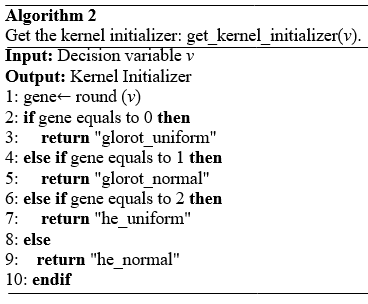 Algorithm 2
Get the kernel initializer: get_kernel_initializer(v).
Input: Decision variable v
Output: Kernel Initializer
1: gene← round (v)
2: if gene equals to 0 then
3: return "glorot_uniform"
4: else if gene equals to 1 then
5: return "glorot_normal"
6: else if gene equals to 2 then
7: return "he_uniform"
8: else
9: return "he_normal"
10: endif